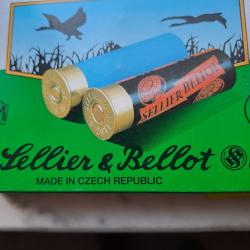 SELLIER BELLOT
Sellier & Bellot
MADE IN CZECH REPUBLIC